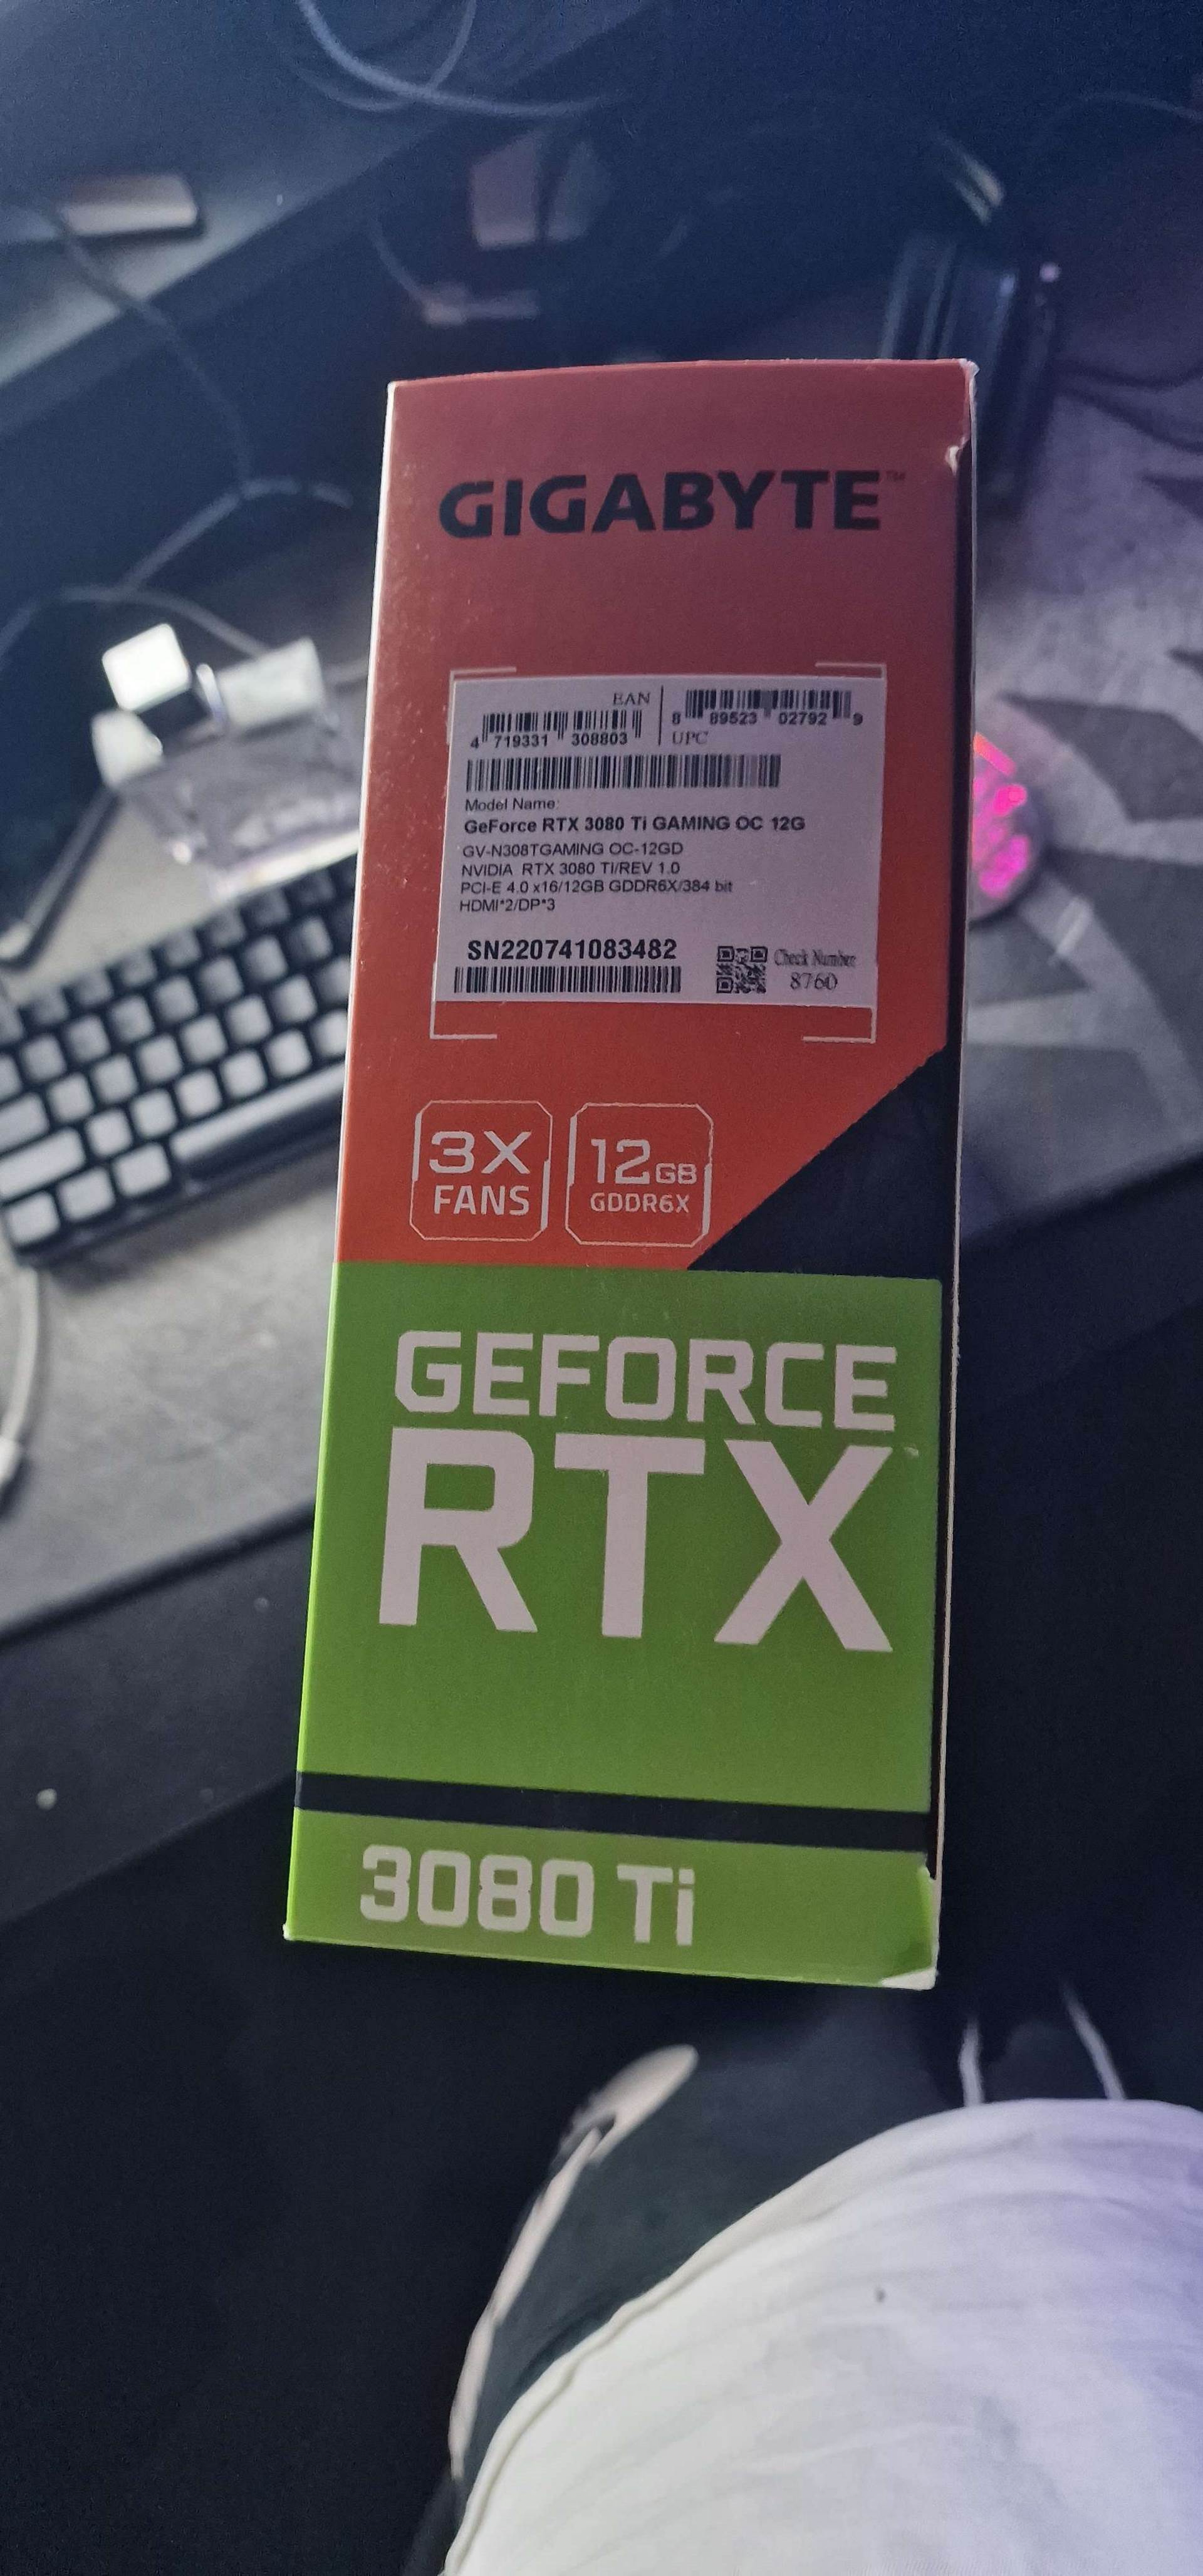 GIGABYTE™
EAN
4 719331 308803
8 89523 02792 9
UPC
Model Name:
GeForce RTX 3080 Ti GAMING OC 12G
GV-N308TGAMING OC-12GD
NVIDIA RTX 3080 TI/REV 1.0
PCI-E 4.0 x16/12GB GDDR6X/384 bit
HDMI*2/DP*3
SN220741083482
Check Number
8760
3X
FANS
12GB
GDDR6X
GEFORCE
RTX
3080 Ti